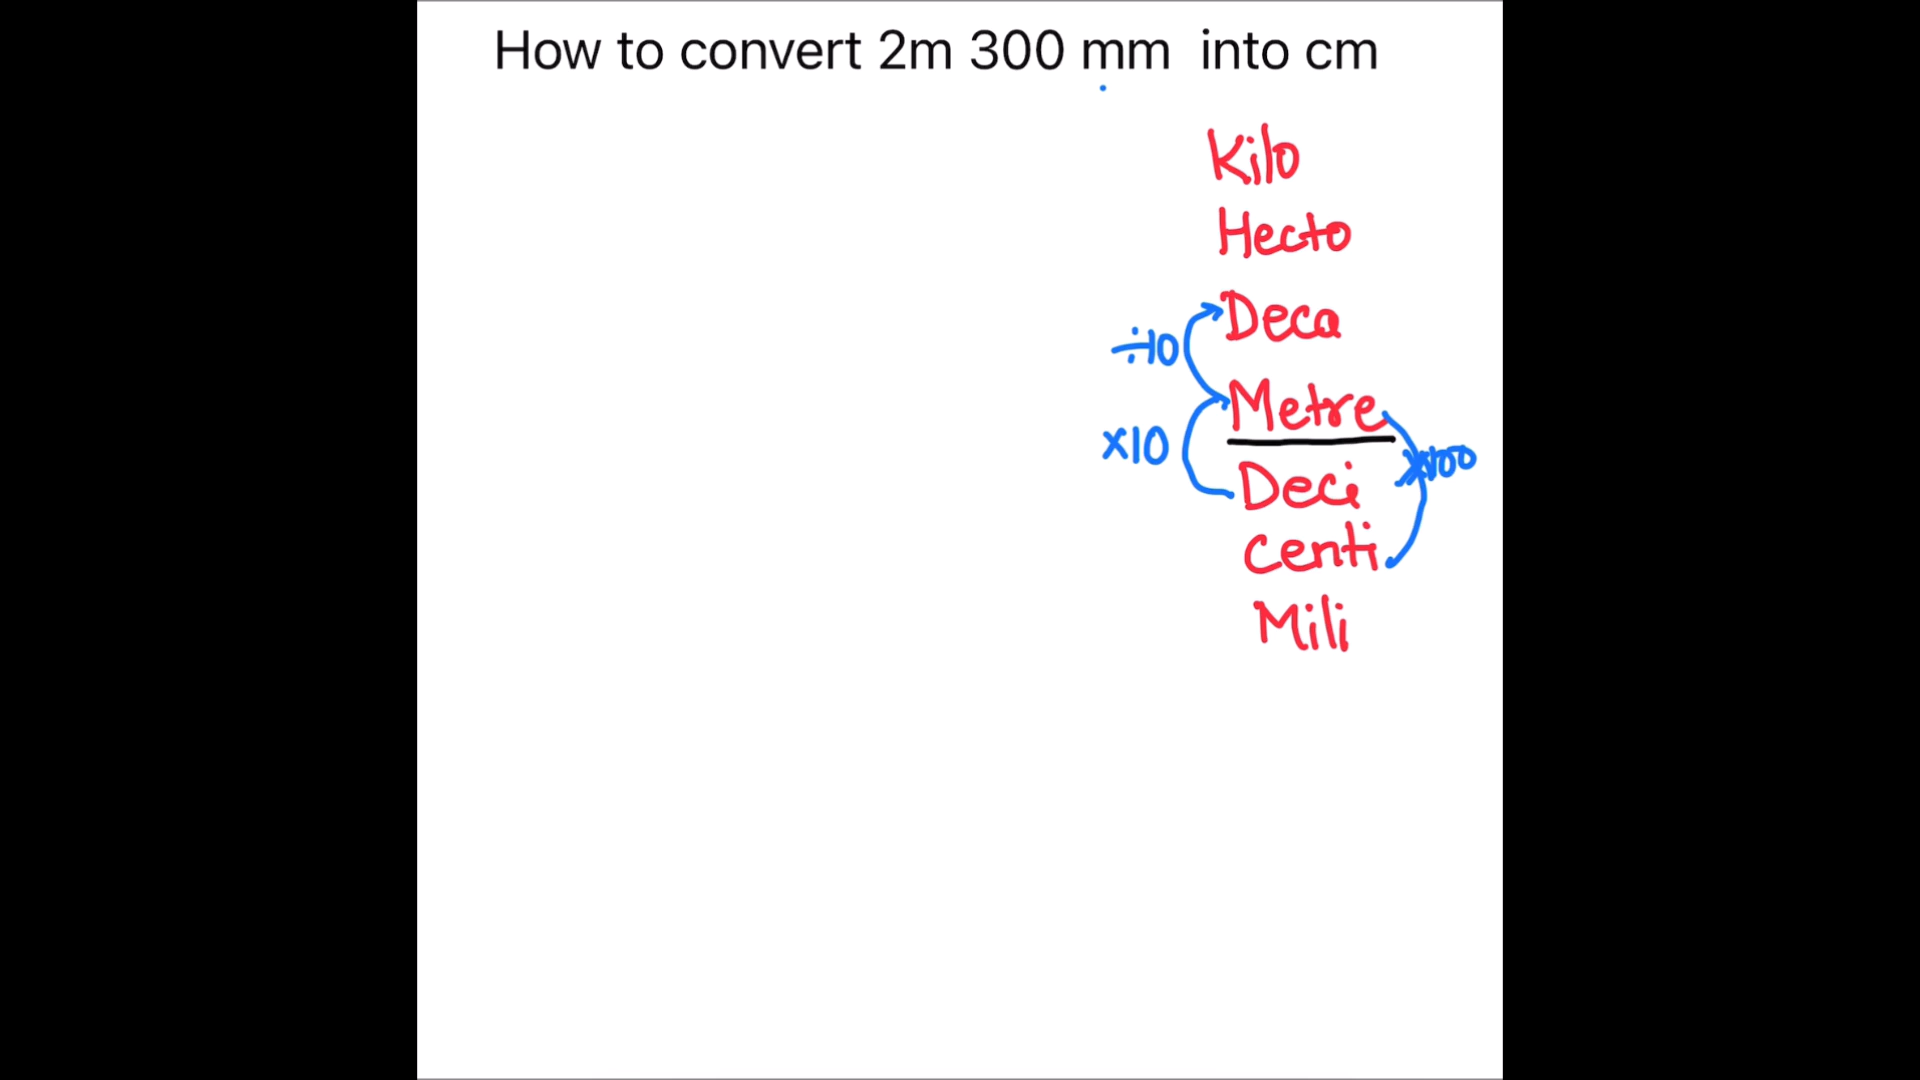 How to convert 2m 300 mm into cm
Kilo
Hecto
Deca
÷10
Metre
x10
x100
Deci
Centi
Mili